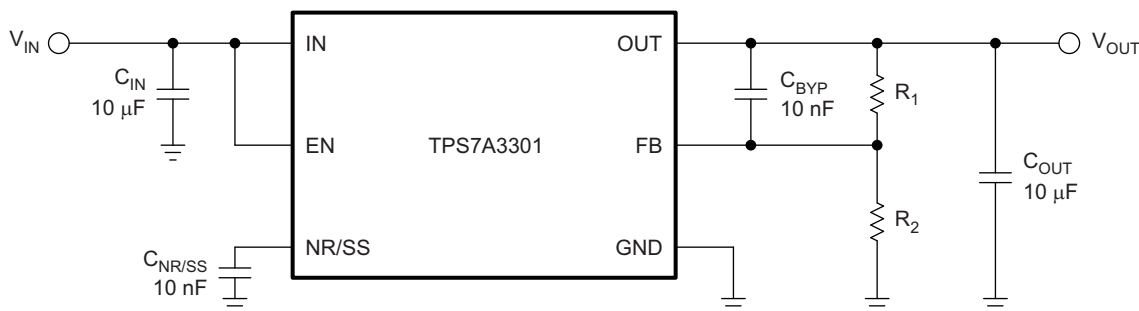 V_IN
IN
OUT
V_OUT
C_IN
10 μF
C_BYP
10 nF
R_1
EN
TPS7A3301
FB
C_OUT
10 μF
R_2
NR/SS
GND
C_NR/SS
10 nF